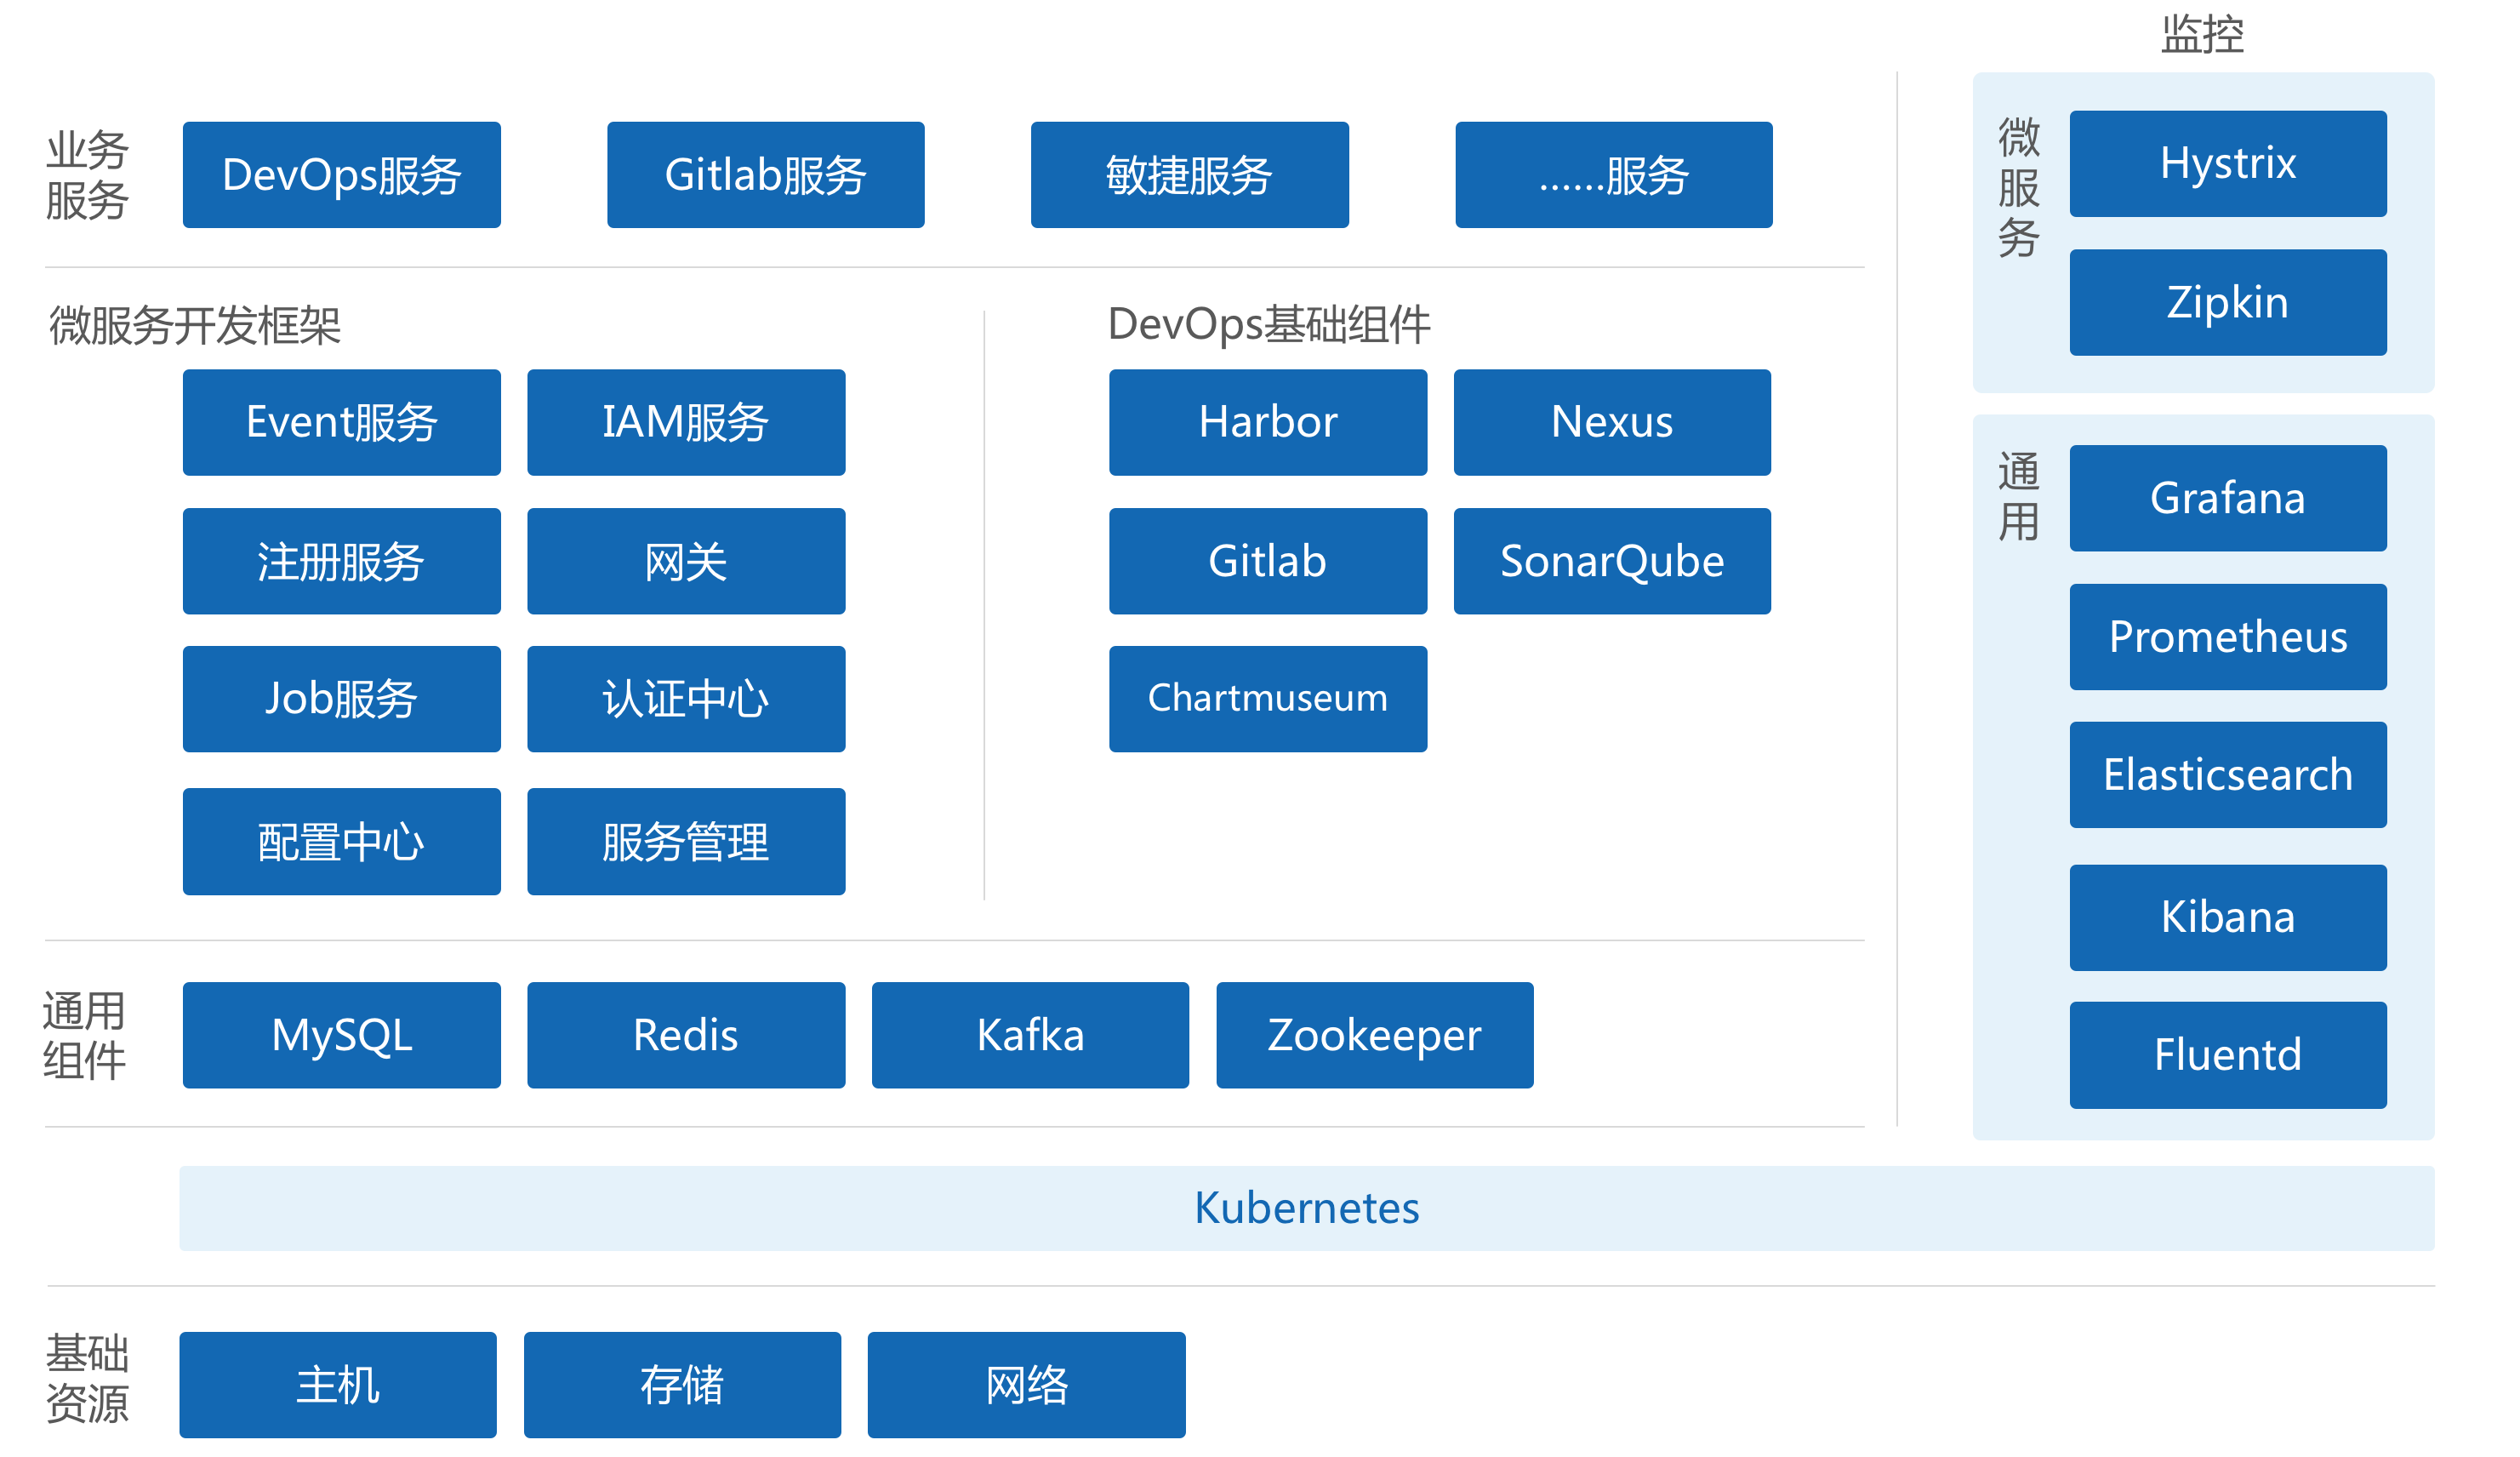 监控
业务
服务
DevOps服务
Gitlab服务
敏捷服务
......服务
微服务开发框架
Event服务
IAM服务
注册服务
网关
Job服务
认证中心
配置中心
服务管理
DevOps基础组件
Harbor
Nexus
Gitlab
SonarQube
Chartmuseum
微
服
务
Hystrix
Zipkin
通
用
Grafana
Prometheus
Elasticsearch
Kibana
Fluentd
通用
组件
MySQL
Redis
Kafka
Zookeeper
Kubernetes
基础
资源
主机
存储
网络